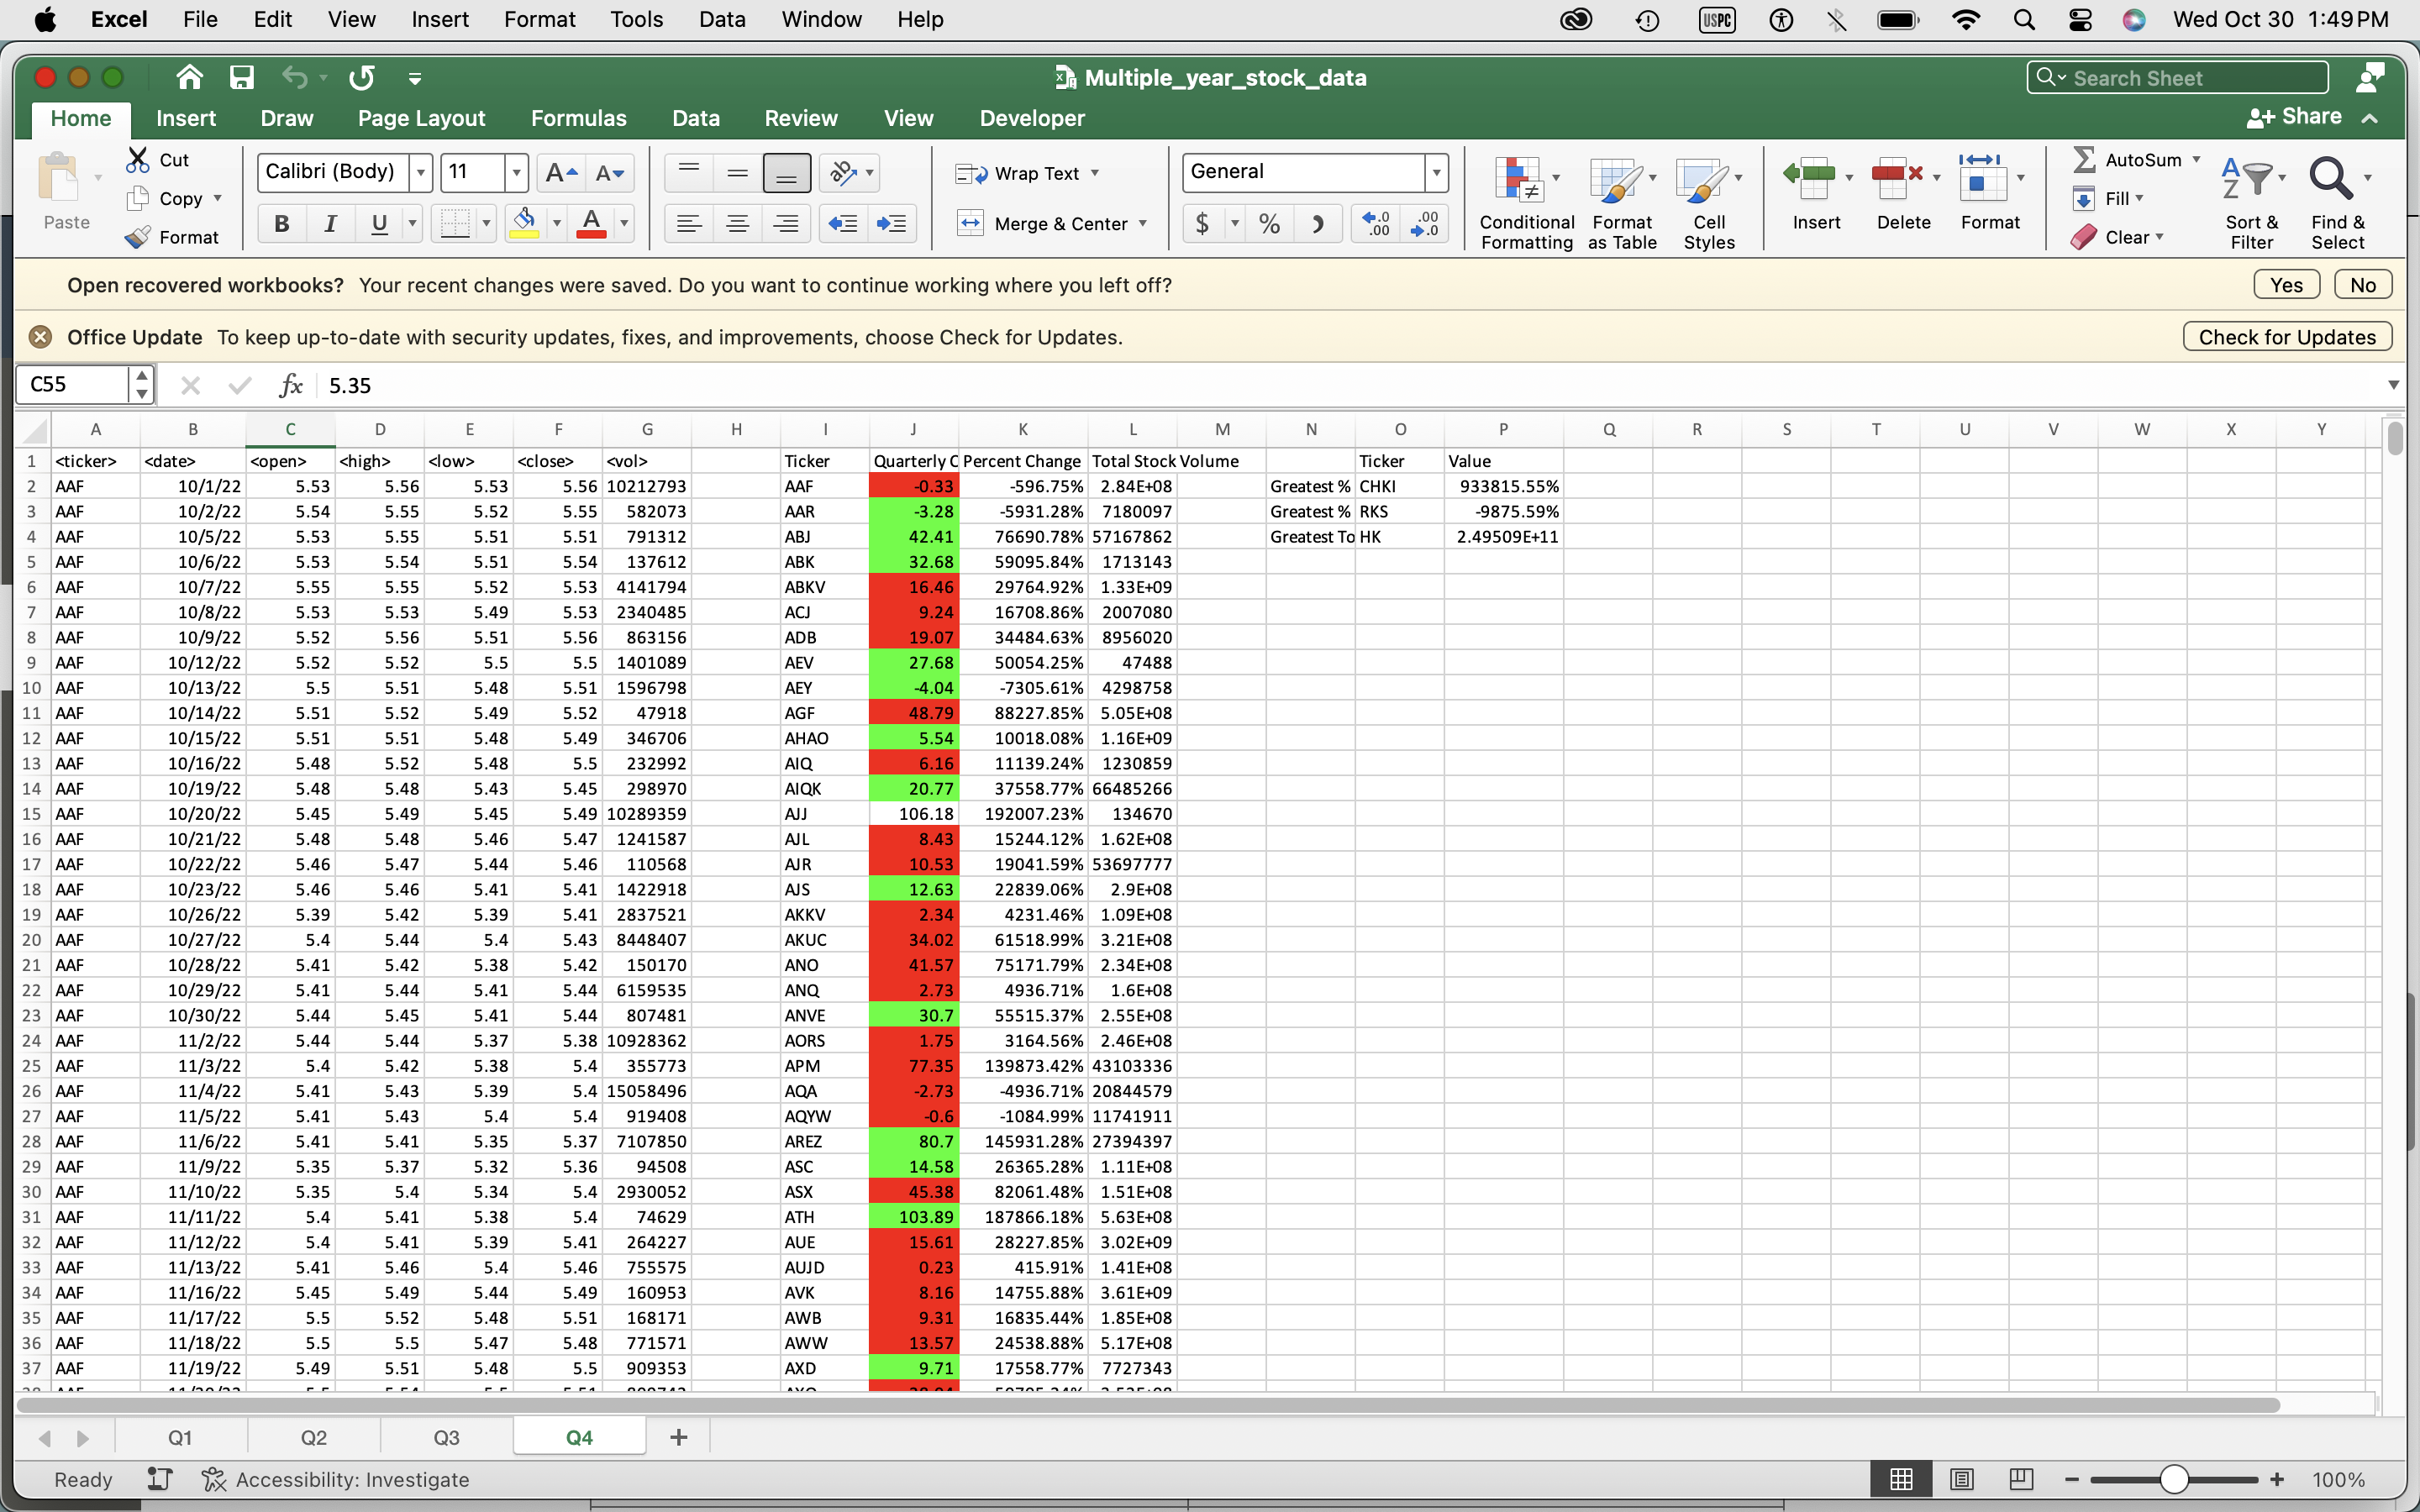 Excel File Edit View Insert Format Tools Data Window Help USPC Wed Oct 30 1:49 PM
Multiple_year_stock_data Search Sheet
Home Insert Draw Page Layout Formulas Data Review View Developer Share
Paste Cut Copy Format
Calibri (Body) 11 A A
B I U A
Wrap Text
Merge & Center
General
$ % .0 .00 .00 .0
Conditional Formatting Format as Table Cell Styles Insert Delete Format
AutoSum Fill Clear Sort & Filter Find & Select
Open recovered workbooks? Your recent changes were saved. Do you want to continue working where you left off? Yes No
Office Update To keep up-to-date with security updates, fixes, and improvements, choose Check for Updates. Check for Updates
C55 fx 5.35
A B C D E F G H I J K L M N O P Q R S T U V W X Y
1 <ticker> <date> <open> <high> <low> <close> <vol> Ticker Quarterly C Percent Change Total Stock Volume Ticker Value
2 AAF 10/1/22 5.53 5.56 5.53 5.56 10212793 AAF -0.33 -596.75% 2.84E+08 Greatest % CHKI 933815.55%
3 AAF 10/2/22 5.54 5.55 5.52 5.55 582073 AAR -3.28 -5931.28% 7180097 Greatest % RKS -9875.59%
4 AAF 10/5/22 5.53 5.55 5.51 5.51 791312 ABJ 42.41 76690.78% 57167862 Greatest To HK 2.49509E+11
5 AAF 10/6/22 5.53 5.54 5.51 5.54 137612 ABK 32.68 59095.84% 1713143
6 AAF 10/7/22 5.55 5.55 5.52 5.53 4141794 ABKV 16.46 29764.92% 1.33E+09
7 AAF 10/8/22 5.53 5.53 5.49 5.53 2340485 ACJ 9.24 16708.86% 2007080
8 AAF 10/9/22 5.52 5.56 5.51 5.56 863156 ADB 19.07 34484.63% 8956020
9 AAF 10/12/22 5.52 5.52 5.5 5.5 1401089 AEV 27.68 50054.25% 47488
10 AAF 10/13/22 5.5 5.51 5.48 5.51 1596798 AEY -4.04 -7305.61% 4298758
11 AAF 10/14/22 5.51 5.52 5.49 5.52 47918 AGF 48.79 88227.85% 5.05E+08
12 AAF 10/15/22 5.51 5.51 5.48 5.49 346706 AHAO 5.54 10018.08% 1.16E+09
13 AAF 10/16/22 5.48 5.52 5.48 5.5 232992 AIQ 6.16 11139.24% 1230859
14 AAF 10/19/22 5.48 5.48 5.43 5.45 298970 AIQK 20.77 37558.77% 66485266
15 AAF 10/20/22 5.45 5.49 5.45 5.49 10289359 AJJ 106.18 192007.23% 134670
16 AAF 10/21/22 5.48 5.48 5.46 5.47 1241587 AJL 8.43 15244.12% 1.62E+08
17 AAF 10/22/22 5.46 5.47 5.44 5.46 110568 AJR 10.53 19041.59% 53697777
18 AAF 10/23/22 5.46 5.46 5.41 5.41 1422918 AJS 12.63 22839.06% 2.9E+08
19 AAF 10/26/22 5.39 5.42 5.39 5.41 2837521 AKKV 2.34 4231.46% 1.09E+08
20 AAF 10/27/22 5.4 5.44 5.4 5.43 8448407 AKUC 34.02 61518.99% 3.21E+08
21 AAF 10/28/22 5.41 5.42 5.38 5.42 150170 ANO 41.57 75171.79% 2.34E+08
22 AAF 10/29/22 5.41 5.44 5.41 5.44 6159535 ANQ 2.73 4936.71% 1.6E+08
23 AAF 10/30/22 5.44 5.45 5.41 5.44 807481 ANVE 30.7 55515.37% 2.55E+08
24 AAF 11/2/22 5.44 5.44 5.37 5.38 10928362 AORS 1.75 3164.56% 2.46E+08
25 AAF 11/3/22 5.4 5.42 5.38 5.4 355773 APM 77.35 139873.42% 43103336
26 AAF 11/4/22 5.41 5.43 5.39 5.4 15058496 AQA -2.73 -4936.71% 20844579
27 AAF 11/5/22 5.41 5.43 5.4 5.4 919408 AQYW -0.6 -1084.99% 11741911
28 AAF 11/6/22 5.41 5.41 5.35 5.37 7107850 AREZ 80.7 145931.28% 27394397
29 AAF 11/9/22 5.35 5.37 5.32 5.36 94508 ASC 14.58 26365.28% 1.11E+08
30 AAF 11/10/22 5.35 5.4 5.34 5.4 2930052 ASX 45.38 82061.48% 1.51E+08
31 AAF 11/11/22 5.4 5.41 5.38 5.4 74629 ATH 103.89 187866.18% 5.63E+08
32 AAF 11/12/22 5.4 5.41 5.39 5.41 264227 AUE 15.61 28227.85% 3.02E+09
33 AAF 11/13/22 5.41 5.46 5.4 5.46 755575 AUJD 0.23 415.91% 1.41E+08
34 AAF 11/16/22 5.45 5.49 5.44 5.49 160953 AVK 8.16 14755.88% 3.61E+09
35 AAF 11/17/22 5.5 5.52 5.48 5.51 168171 AWB 9.31 16835.44% 1.85E+08
36 AAF 11/18/22 5.5 5.5 5.47 5.48 771571 AWW 13.57 24538.88% 5.17E+08
37 AAF 11/19/22 5.49 5.51 5.48 5.5 909353 AXD 9.71 17558.77% 7727343
Q1 Q2 Q3 Q4 +
Ready Accessibility: Investigate 100%